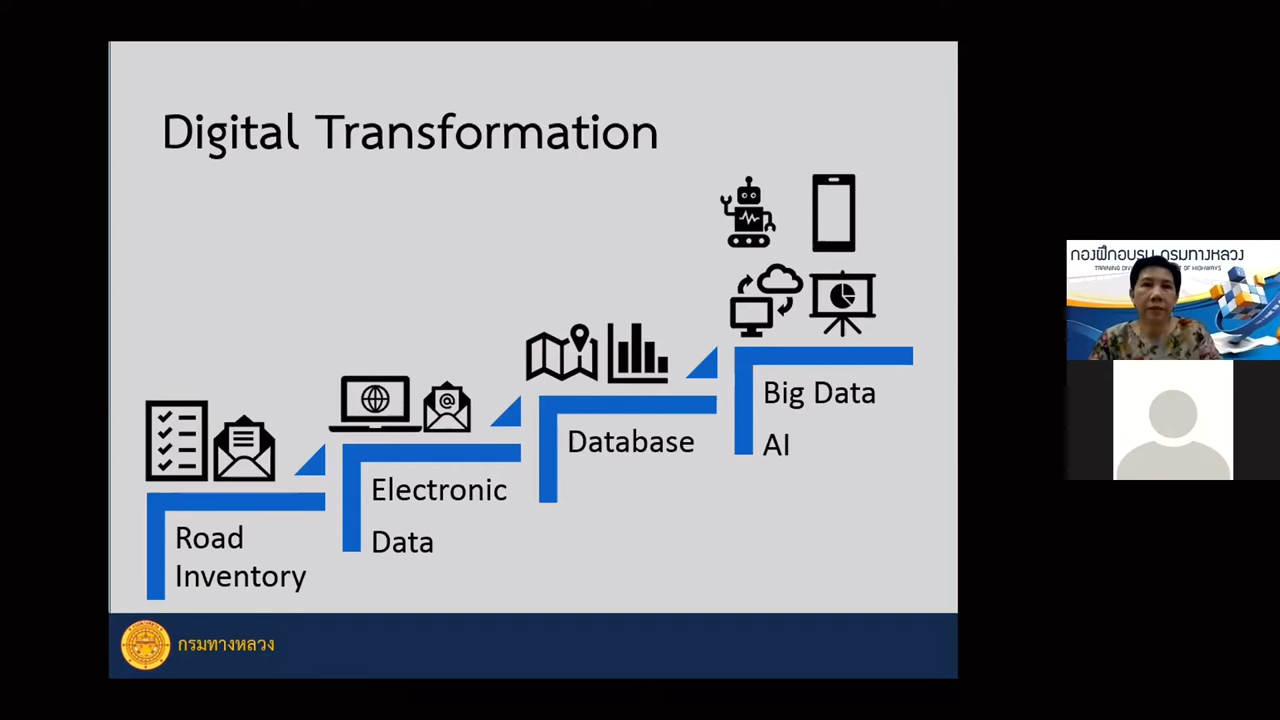 Digital Transformation
Road
Inventory
Electronic
Data
Database
Big Data
AI
กรมทางหลวง
กองฝึกอบรม กรมทางหลวง